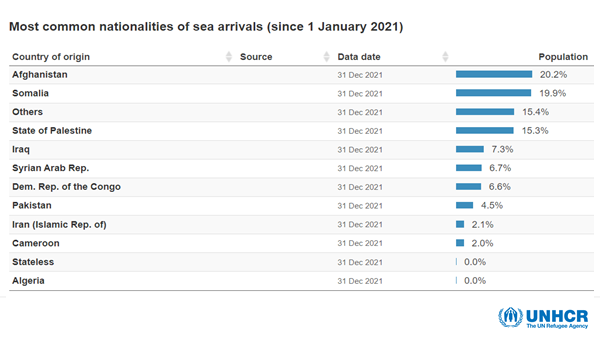 Most common nationalities of sea arrivals (since 1 January 2021)
Country of origin Source Data date Population
Afghanistan 31 Dec 2021 20.2%
Somalia 31 Dec 2021 19.9%
Others 31 Dec 2021 15.4%
State of Palestine 31 Dec 2021 15.3%
Iraq 31 Dec 2021 7.3%
Syrian Arab Rep. 31 Dec 2021 6.7%
Dem. Rep. of the Congo 31 Dec 2021 6.6%
Pakistan 31 Dec 2021 4.5%
Iran (Islamic Rep. of) 31 Dec 2021 2.1%
Cameroon 31 Dec 2021 2.0%
Stateless 31 Dec 2021 0.0%
Algeria 31 Dec 2021 0.0%
UNHCR
The UN Refugee Agency